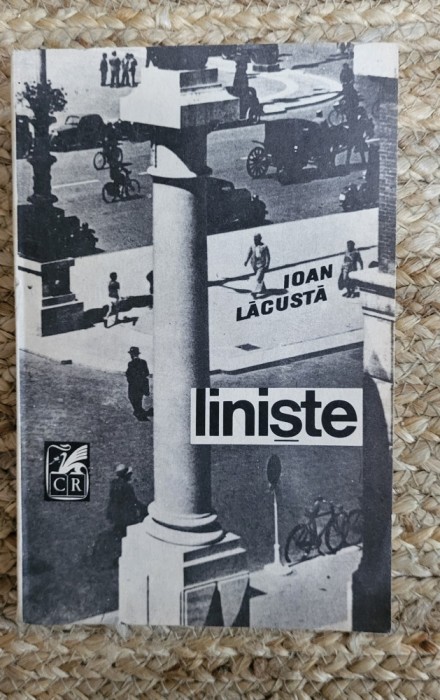 IOAN
LĂCUSTĂ
liniște
CR